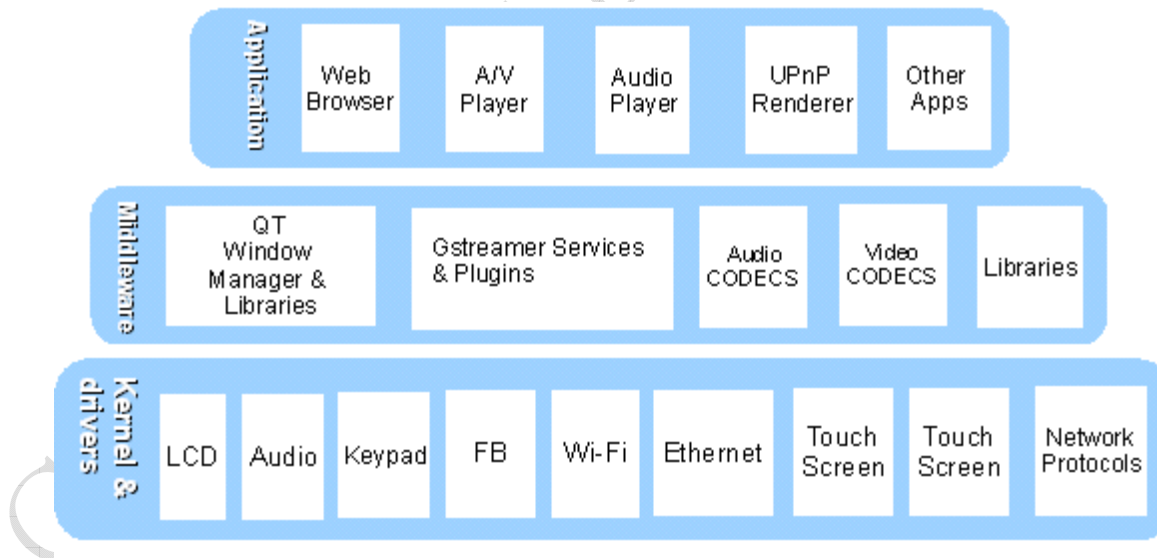 Application
Web
Browser
A/V
Player
Audio
Player
UPnP
Renderer
Other
Apps
Middleware
QT
Window
Manager &
Libraries
Gstreamer Services
& Plugins
Audio
CODECS
Video
CODECS
Libraries
Kernel &
drivers
LCD
Audio
Keypad
FB
Wi-Fi
Ethernet
Touch
Screen
Touch
Screen
Network
Protocols